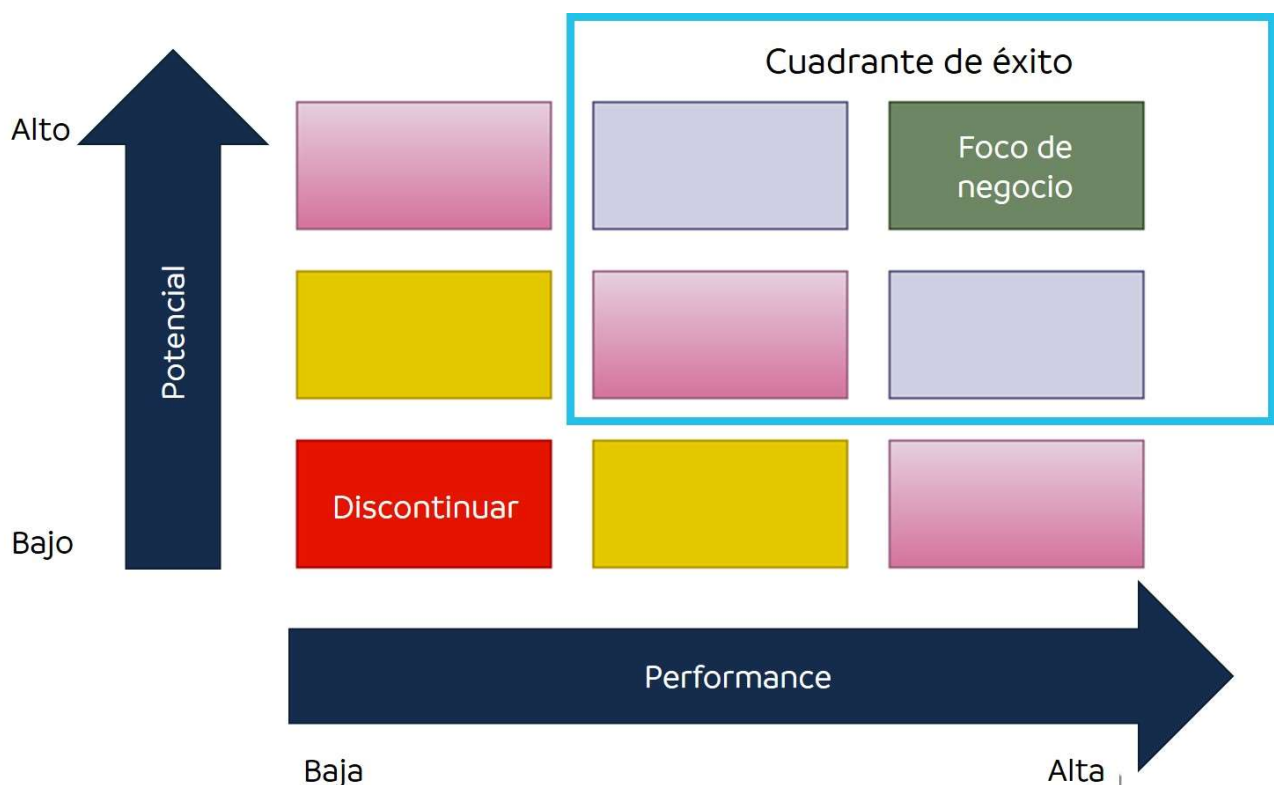 Cuadrante de éxito
Alto
Foco de
negocio
Potencial
Discontinuar
Bajo
Performance
Baja
Alta